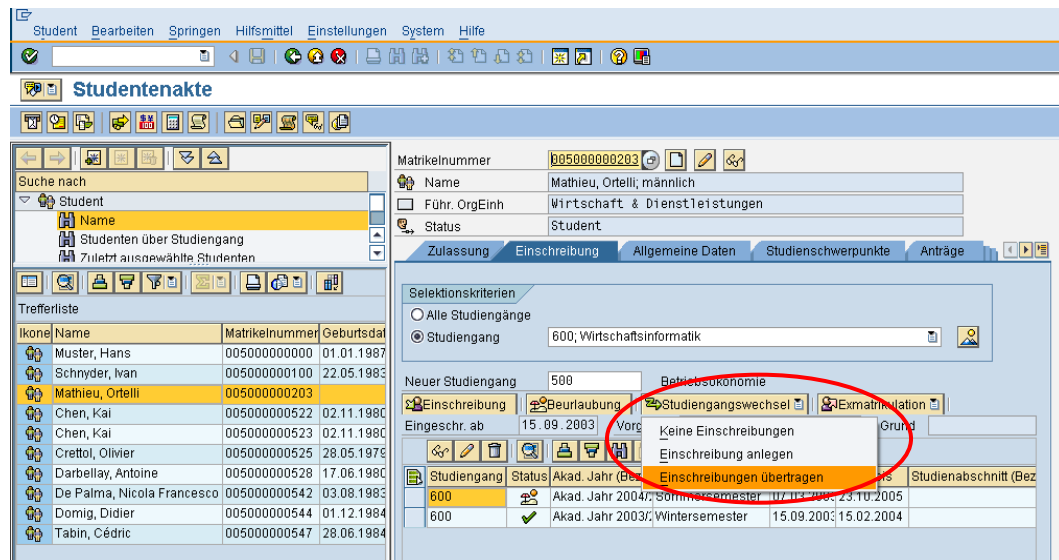 Student Bearbeiten Springen Hilfsmittel Einstellungen System Hilfe
Studentenakte
Suche nach
Student
Name
Studenten über Studiengang
Zuletzt ausgewählte Studenten
Trefferliste
Ikone Name Matrikelnummer Geburtsdat
Muster, Hans 005000000000 01.01.1987
Schnyder, Ivan 005000000100 22.05.1983
Mathieu, Ortelli 005000000203
Chen, Kai 005000000522 02.11.1980
Chen, Kai 005000000523 02.11.1980
Crettol, Olivier 005000000525 28.05.1979
Darbellay, Antoine 005000000528 17.06.1980
De Palma, Nicola Francesco 005000000542 03.08.1983
Domig, Didier 005000000544 01.12.1984
Tabin, Cédric 005000000547 28.06.1984
Matrikelnummer 005000000203
Name Mathieu, Ortelli; männlich
Führ. OrgEinh Wirtschaft & Dienstleistungen
Status Student
Zulassung Einschreibung Allgemeine Daten Studienschwerpunkte Anträge
Selektionskriterien
Alle Studiengänge
Studiengang 600; Wirtschaftsinformatik
Neuer Studiengang 500 Betriebsökonomie
Einschreibung Beurlaubung Studiengangswechsel Exmatrikulation
Eingeschr. ab 15.09.2003 Vorg Grund
Keine Einschreibungen
Einschreibung anlegen
Einschreibungen übertragen
Studiengang Status Akad. Jahr (Bez is Studienabschnitt (Bez
600 Akad. Jahr 2004/ Sommersemester 07.03.2005 23.10.2005
600 Akad. Jahr 2003/ Wintersemester 15.09.2003 15.02.2004